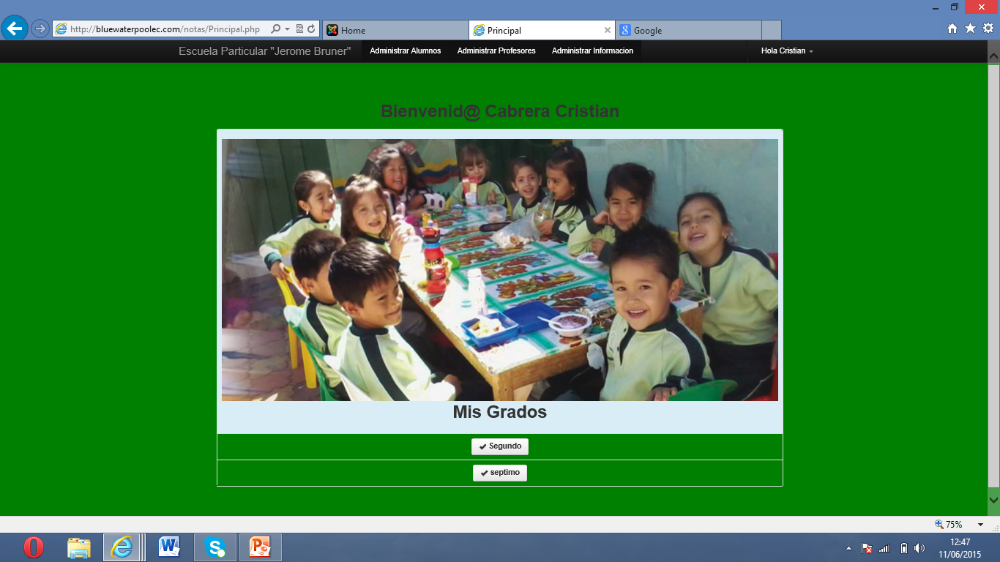 http://bluewaterpoolec.com/notas/Principal.php
Home
Principal
Google
Escuela Particular "Jerome Bruner"
Administrar Alumnos
Administrar Profesores
Administrar Informacion
Hola Cristian
Bienvenid@ Cabrera Cristian
Mis Grados
Segundo
septimo
75%
12:47
11/06/2015